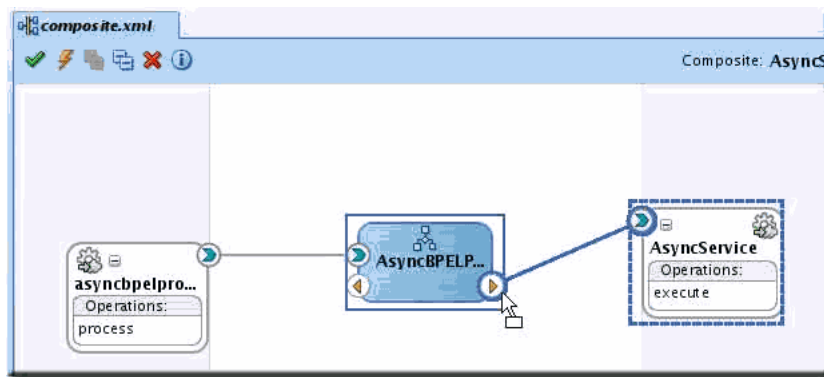 composite.xml
Composite: AsyncS
asyncbpelpro...
Operations:
process
AsyncBPELP...
AsyncService
Operations:
execute